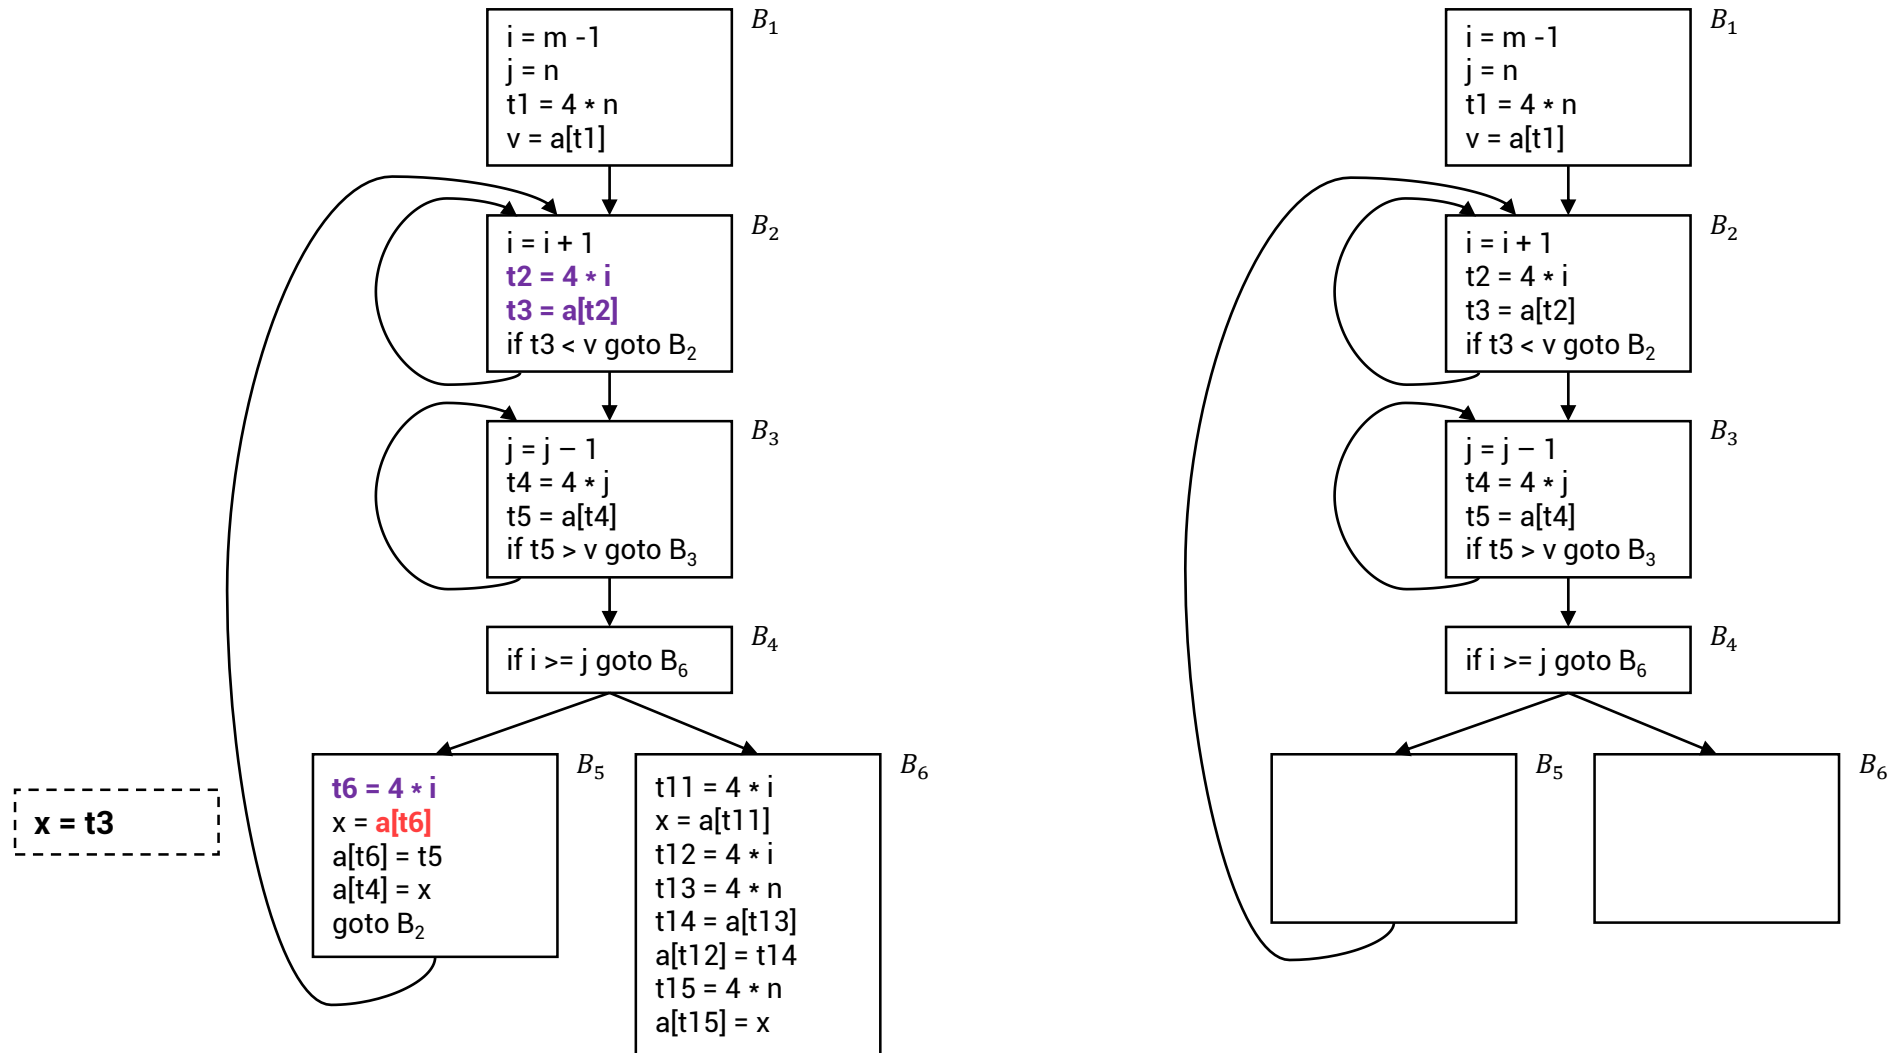 B₁
i = m -1
j = n
t1 = 4 * n
v = a[t1]
B₂
i = i + 1
t2 = 4 * i
t3 = a[t2]
if t3 < v goto B₂
B₃
j = j – 1
t4 = 4 * j
t5 = a[t4]
if t5 > v goto B₃
B₄
if i >= j goto B₆
x = t3
B₅
t6 = 4 * i
x = a[t6]
a[t6] = t5
a[t4] = x
goto B₂
B₆
t11 = 4 * i
x = a[t11]
t12 = 4 * i
t13 = 4 * n
t14 = a[t13]
a[t12] = t14
t15 = 4 * n
a[t15] = x
B₁
i = m -1
j = n
t1 = 4 * n
v = a[t1]
B₂
i = i + 1
t2 = 4 * i
t3 = a[t2]
if t3 < v goto B₂
B₃
j = j – 1
t4 = 4 * j
t5 = a[t4]
if t5 > v goto B₃
B₄
if i >= j goto B₆
B₅
B₆